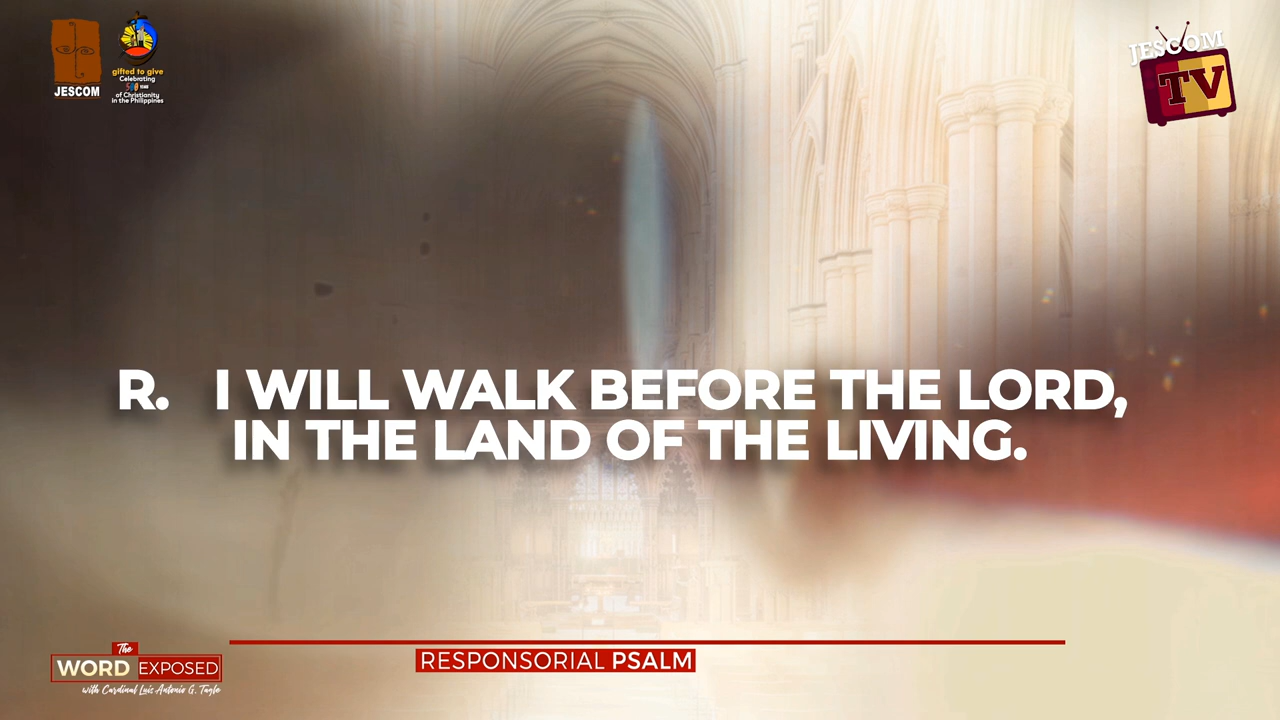 JESCOM
gifted to give
Celebrating
500 YEARS
of Christianity
in the Philippines
JESCOM
TV
R. I WILL WALK BEFORE THE LORD,
IN THE LAND OF THE LIVING.
The
WORD EXPOSED
with Cardinal Luis Antonio G. Tagle
RESPONSORIAL PSALM